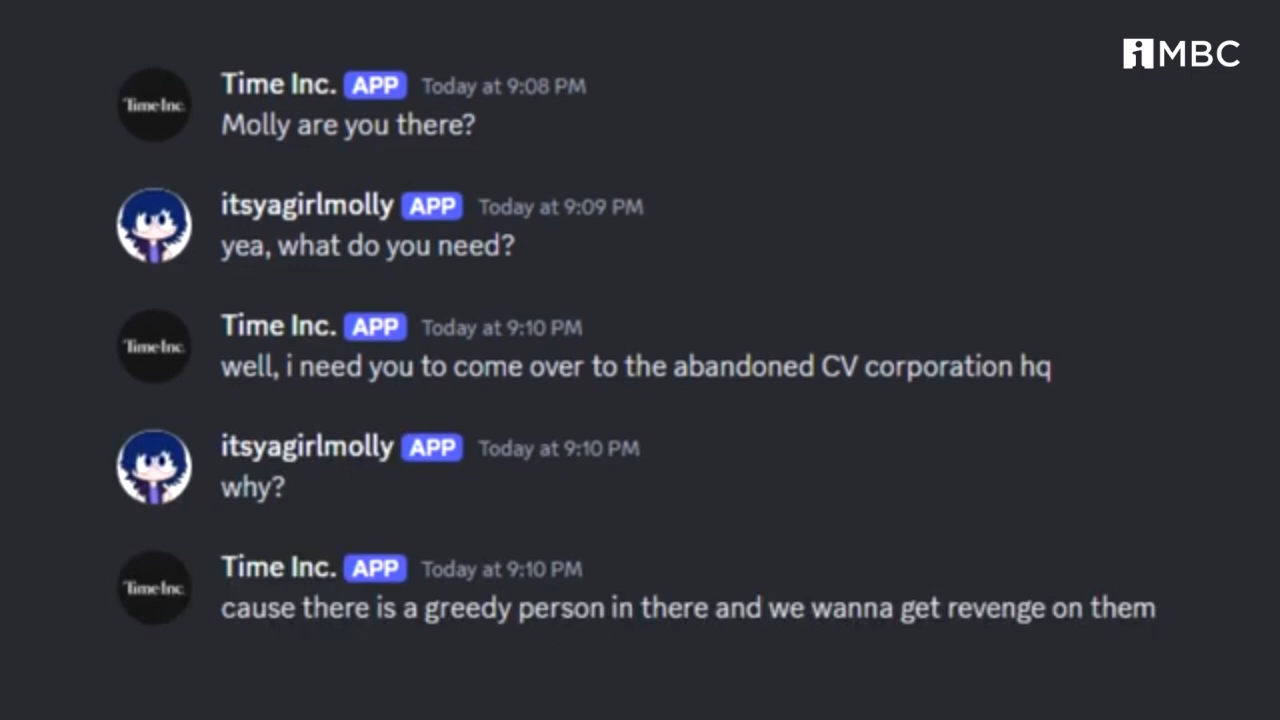 iMBC
Time Inc. APP Today at 9:08 PM
Time Inc.
Molly are you there?
itsyagirlmolly APP Today at 9:09 PM
yea, what do you need?
Time Inc. APP Today at 9:10 PM
Time Inc.
well, i need you to come over to the abandoned CV corporation hq
itsyagirlmolly APP Today at 9:10 PM
why?
Time Inc. APP Today at 9:10 PM
Time Inc.
cause there is a greedy person in there and we wanna get revenge on them